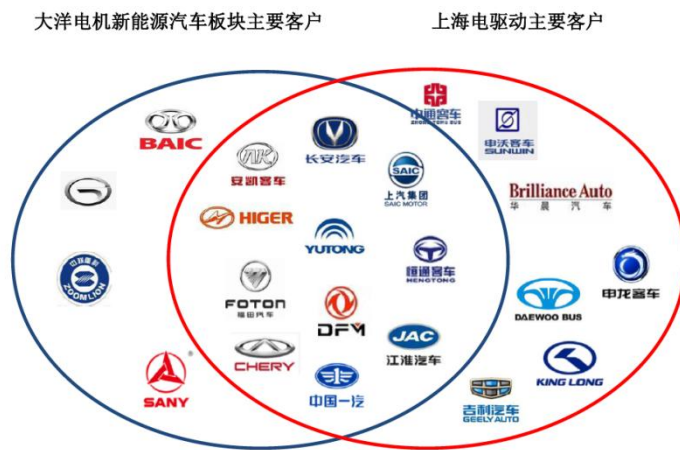 大洋电机新能源汽车板块主要客户
上海电驱动主要客户
BAIC
安凯客车
HIGER
长安汽车
YUTONG
上汽集团
SAIC MOTOR
SAIC
中通客车
申沃客车
SUNWIN
Brilliance Auto
华晨汽车
恒通客车
HENGTONG
申龙客车
DAEWOO BUS
ZOOMLION
FOTON
福田汽车
DFM
JAC
江淮汽车
CHERY
中国一汽
SANY
®
KING LONG
吉利汽车
GEELY AUTO